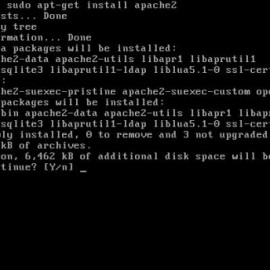 sudo apt-get install apache2
sts... Done
y tree
rmation... Done
a packages will be installed:
he2-data apache2-utils libapr1 libaprutil1
sqlite3 libaprutil1-ldap liblua5.1-0 ssl-cer
:
he2-suexec-pristine apache2-suexec-custom op
packages will be installed:
bin apache2-data apache2-utils libapr1 libap
sqlite3 libaprutil1-ldap liblua5.1-0 ssl-cer
ly installed, 0 to remove and 3 not upgraded
kB of archives.
on, 6,462 kB of additional disk space will b
tinue? [Y/n] _